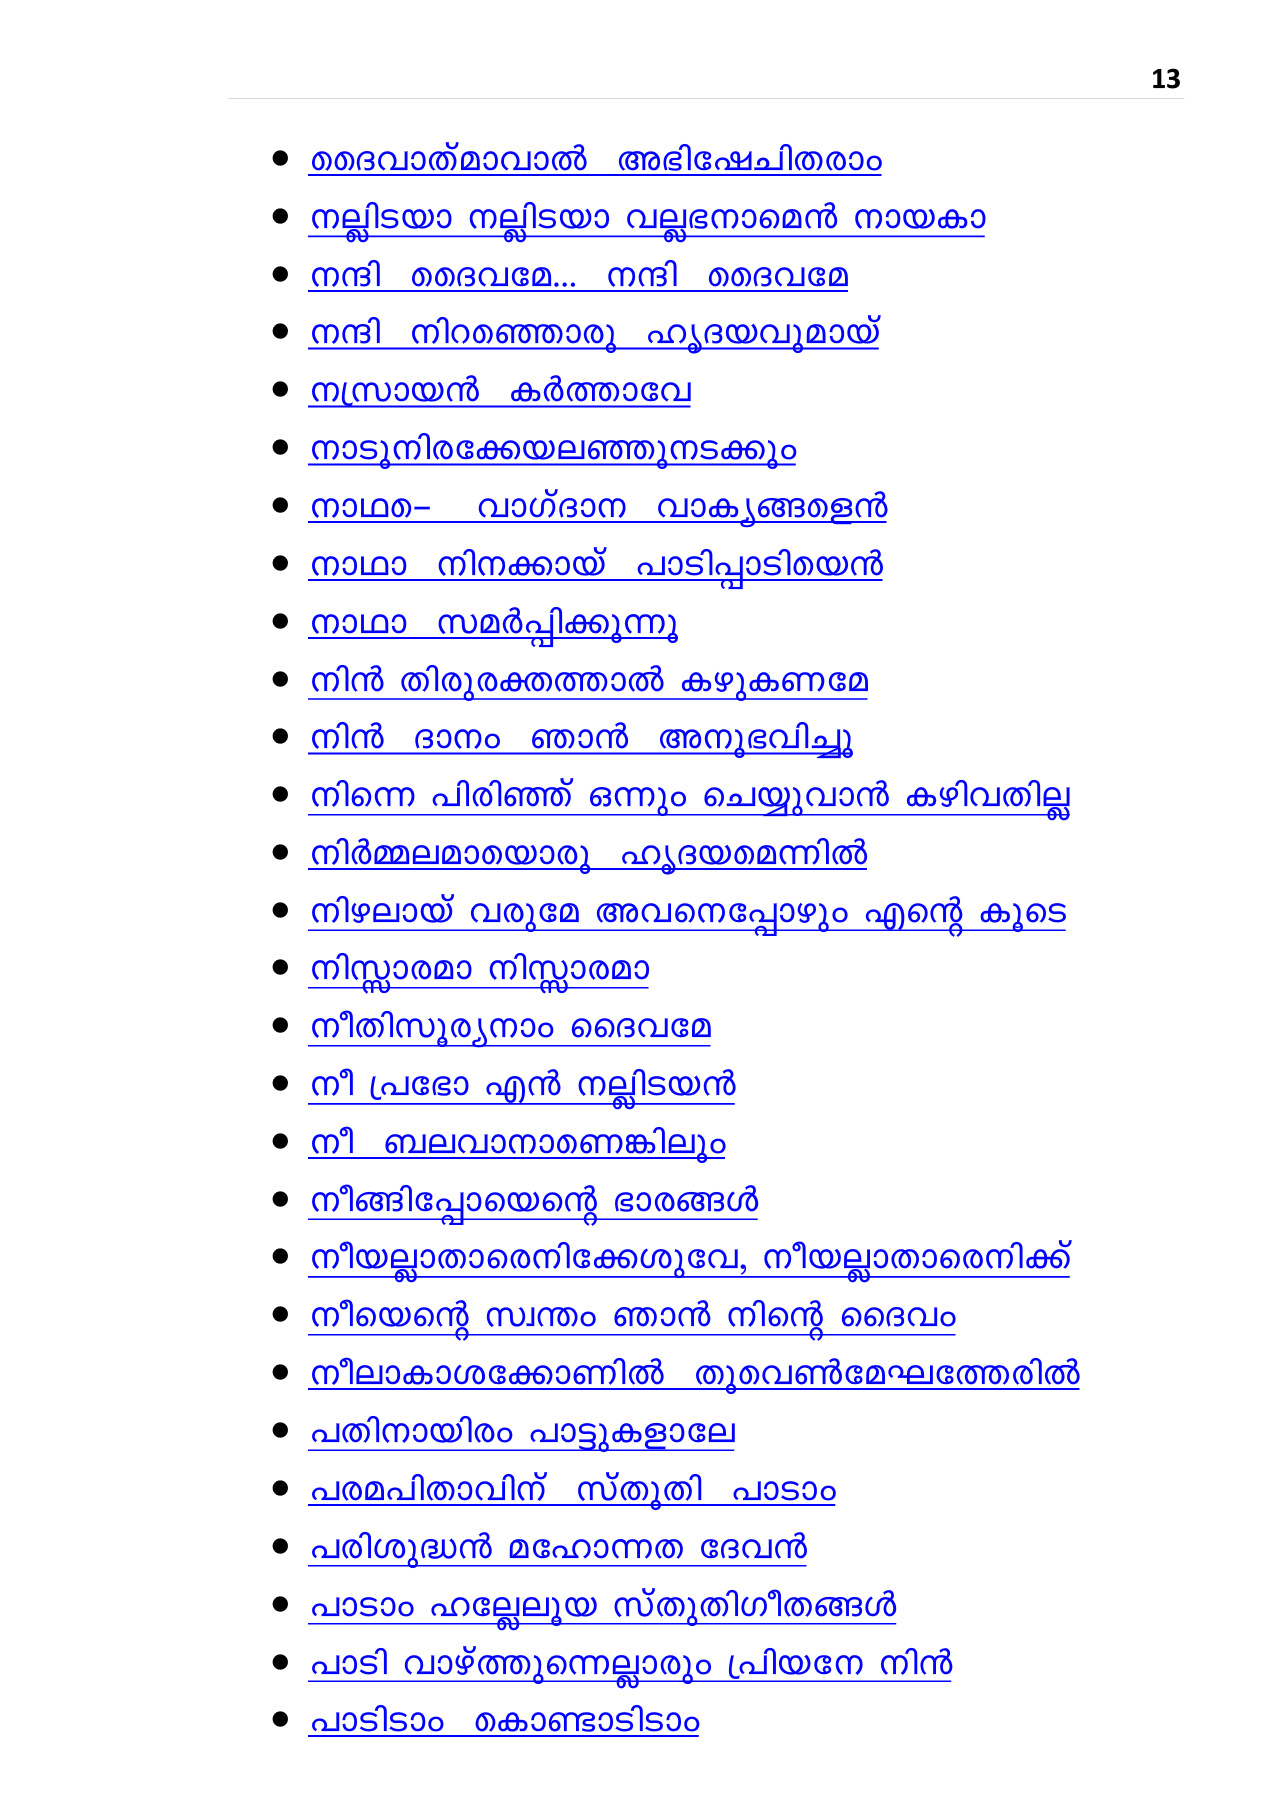 13
ദൈവാത്മാവാൽ അഭിഷേചിതരാം
നല്ലിടയാ നല്ലിടയാ വല്ലഭനാമെൻ നായകാ
നന്ദി ദൈവമേ... നന്ദി ദൈവമേ
നന്ദി നിറഞ്ഞൊരു ഹൃദയവുമായ്
നസ്രായൻ കർത്താവേ
നാടുനിരക്കേയലഞ്ഞുനടക്കും
നാഥെ– വാഗ്ദാന വാക്യങ്ങളെൻ
നാഥാ നിനക്കായ് പാടിപ്പാടിയെൻ
നാഥാ സമർപ്പിക്കുന്നൂ
നിൻ തിരുരക്തത്താൽ കഴുകണമേ
നിൻ ദാനം ഞാൻ അനുഭവിച്ചു
നിന്നെ പിരിഞ്ഞ് ഒന്നും ചെയ്യുവാൻ കഴിവതില്ല
നിർമ്മലമായൊരു ഹൃദയമെന്നിൽ
നിഴലായ് വരുമേ അവനെപ്പോഴും എന്റെ കൂടെ
നിസ്സാരമാ നിസ്സാരമാ
നീതിസൂര്യനാം ദൈവമേ
നീ പ്രഭോ എൻ നല്ലിടയൻ
നീ ബലവാനാണെങ്കിലും
നീങ്ങിപ്പോയെന്റെ ഭാരങ്ങൾ
നീയല്ലാതാരെനിക്കേശുവേ, നീയല്ലാതാരെനിക്ക്
നീയെന്റെ സ്വന്തം ഞാൻ നിന്റെ ദൈവം
നീലാകാശക്കോണിൽ തൂവെൺമേഘത്തേരിൽ
പതിനായിരം പാട്ടുകളാലേ
പരമപിതാവിന് സ്തുതി പാടാം
പരിശുദ്ധൻ മഹോന്നത ദേവൻ
പാടാം ഹല്ലേലൂയ സ്തുതിഗീതങ്ങൾ
പാടി വാഴ്ത്തുന്നെല്ലാരും പ്രിയനേ നിൻ
പാടിടാം കൊണ്ടാടിടാം